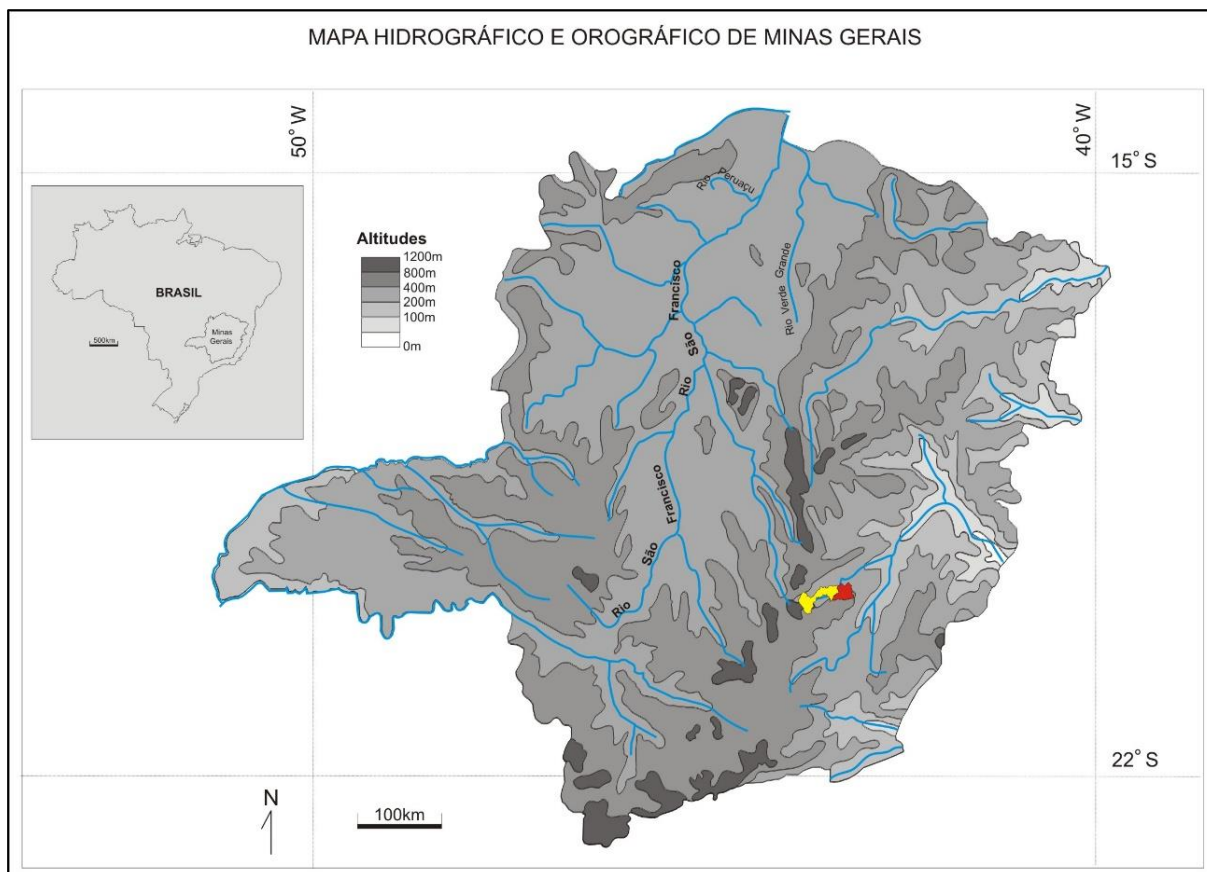 MAPA HIDROGRÁFICO E OROGRÁFICO DE MINAS GERAIS
50° W
40° W
15° S
Rio Peruaçu
BRASIL
Minas
Gerais
500km
Altitudes
1200m
800m
400m
200m
100m
0m
Rio Verde Grande
Rio São Francisco
Rio São Francisco
22° S
N
100km